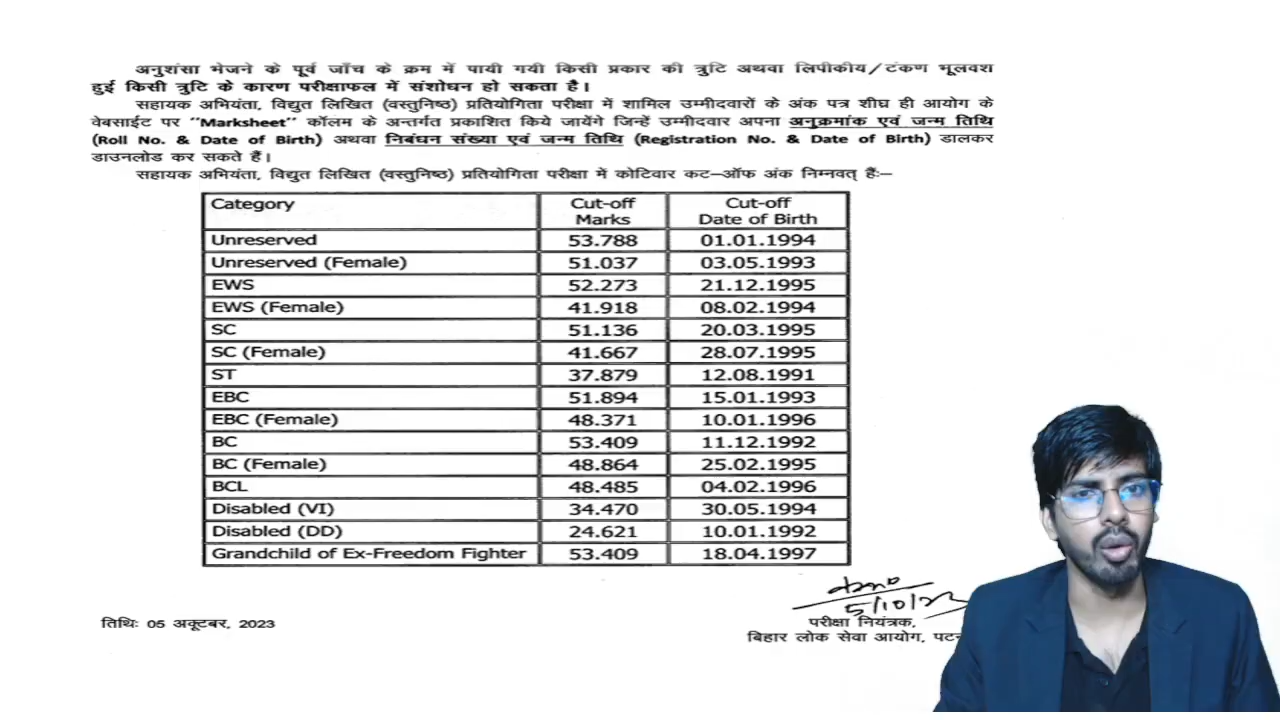 अनुशंसा भेजने के पूर्व जाँच के क्रम में पायी गयी किसी प्रकार की त्रुटि अथवा लिपीकीय/टंकण भूलवश
हुई किसी त्रुटि के कारण परीक्षाफल में संशोधन हो सकता है।
सहायक अभियंता, विद्युत लिखित (वस्तुनिष्ठ) प्रतियोगिता परीक्षा में शामिल उम्मीदवारों के अंक पत्र शीघ्र ही आयोग के
वेबसाईट पर "Marksheet" कॉलम के अन्तर्गत प्रकाशित किये जायेंगे जिन्हें उम्मीदवार अपना अनुक्रमांक एवं जन्म तिथि
(Roll No. & Date of Birth) अथवा निबंधन संख्या एवं जन्म तिथि (Registration No. & Date of Birth) डालकर
डाउनलोड कर सकते हैं।
सहायक अभियंता, विद्युत लिखित (वस्तुनिष्ठ) प्रतियोगिता परीक्षा में कोटिवार कट–ऑफ अंक निम्नवत् हैंः–
Category Cut-off Marks Cut-off Date of Birth
Unreserved 53.788 01.01.1994
Unreserved (Female) 51.037 03.05.1993
EWS 52.273 21.12.1995
EWS (Female) 41.918 08.02.1994
SC 51.136 20.03.1995
SC (Female) 41.667 28.07.1995
ST 37.879 12.08.1991
EBC 51.894 15.01.1993
EBC (Female) 48.371 10.01.1996
BC 53.409 11.12.1992
BC (Female) 48.864 25.02.1995
BCL 48.485 04.02.1996
Disabled (VI) 34.470 30.05.1994
Disabled (DD) 24.621 10.01.1992
Grandchild of Ex-Freedom Fighter 53.409 18.04.1997
5/10/23
तिथिः 05 अक्टूबर, 2023
परीक्षा नियंत्रक,
बिहार लोक सेवा आयोग,